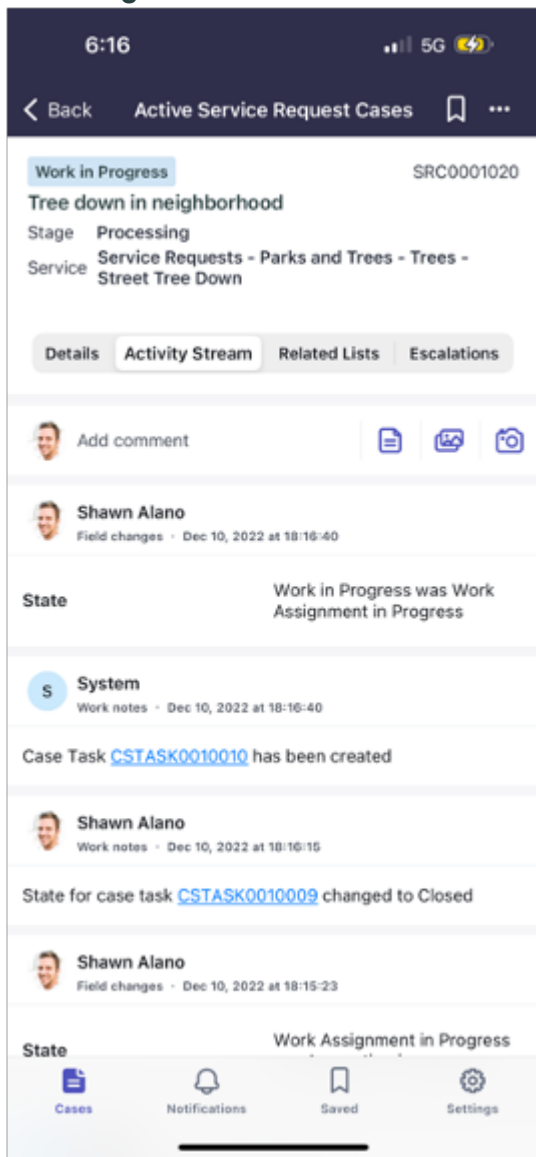 6:16 5G
Back Active Service Request Cases
Work in Progress SRC0001020
Tree down in neighborhood
Stage Processing
Service Service Requests - Parks and Trees - Trees -
Street Tree Down
Details Activity Stream Related Lists Escalations
Add comment
Shawn Alano
Field changes · Dec 10, 2022 at 18:16:40
State Work in Progress was Work
Assignment in Progress
S System
Work notes · Dec 10, 2022 at 18:16:40
Case Task CSTASK0010010 has been created
Shawn Alano
Work notes · Dec 10, 2022 at 18:16:15
State for case task CSTASK0010009 changed to Closed
Shawn Alano
Field changes · Dec 10, 2022 at 18:15:23
State Work Assignment in Progress
Cases Notifications Saved Settings